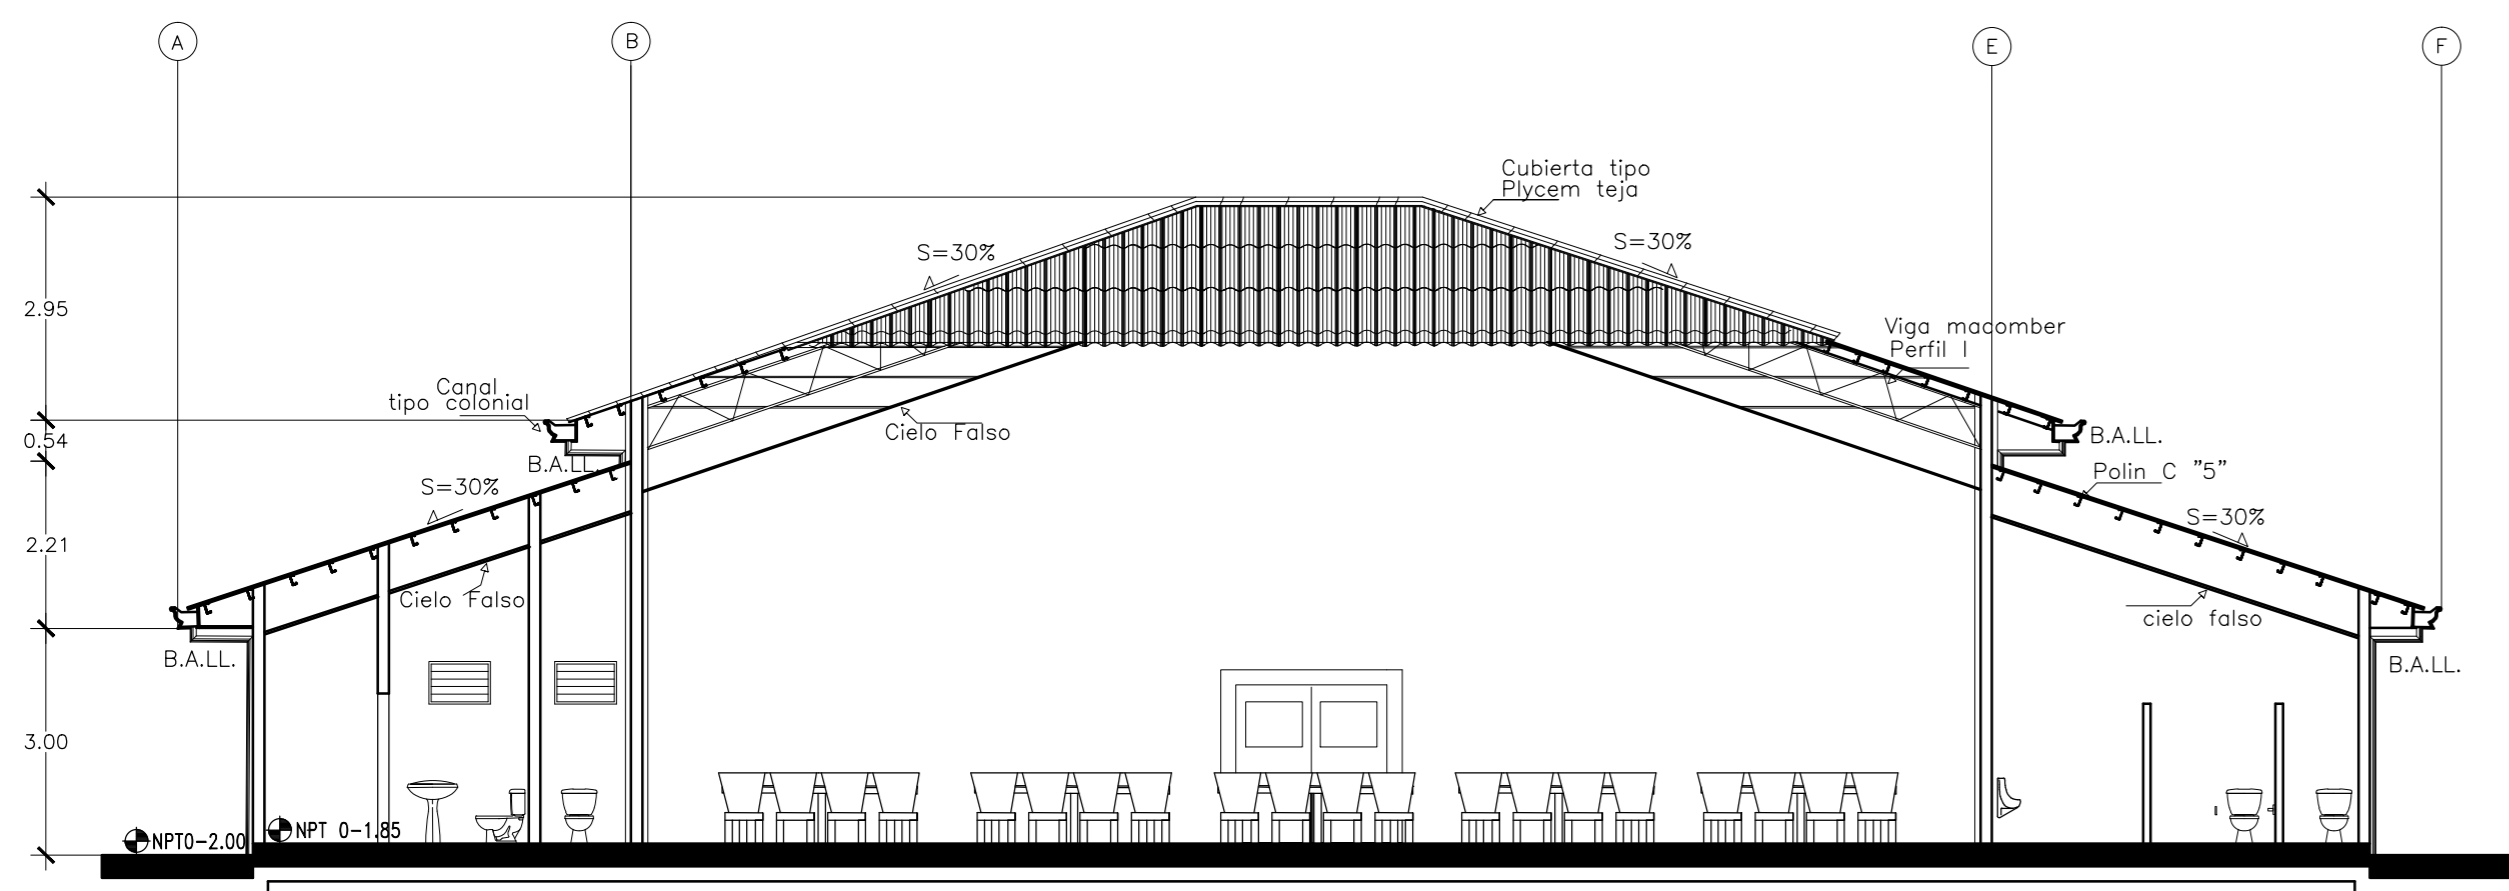 A
B
E
F
Cubierta tipo
Plycem teja
S=30%
S=30%
2.95
Viga macomber
Perfil I
Canal
tipo colonial
0.54
Cielo Falso
B.A.LL.
B.A.LL.
S=30%
Polin C "5"
S=30%
2.21
Cielo Falso
cielo falso
B.A.LL.
B.A.LL.
3.00
NPT0-2.00
NPT 0-1.85